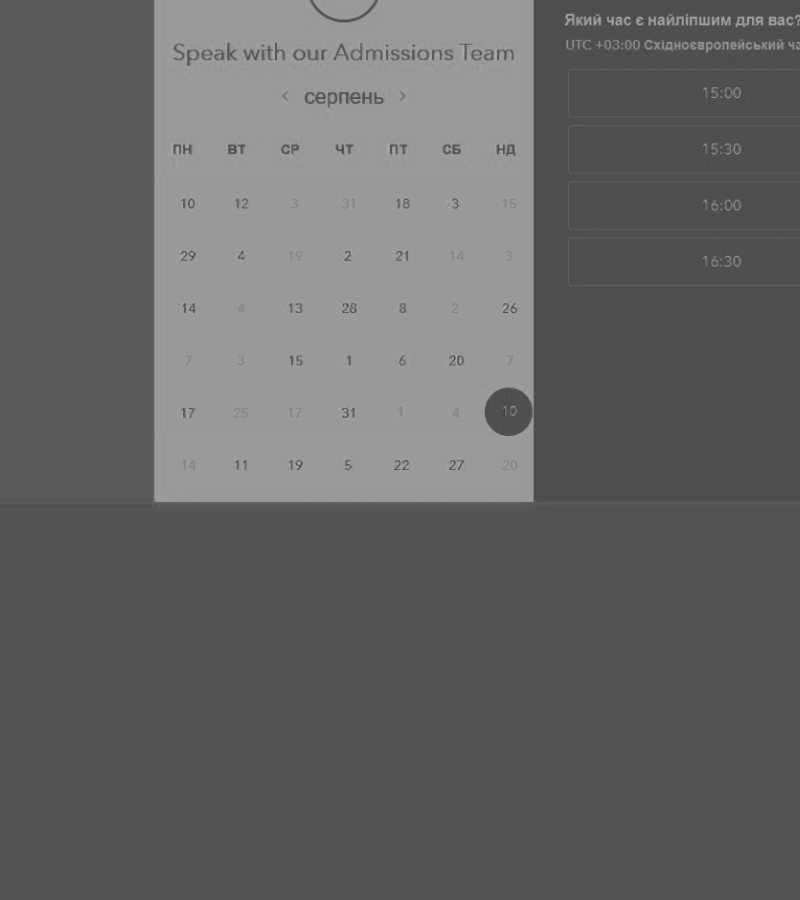 Speak with our Admissions Team
< серпень >
ПН ВТ СР ЧТ ПТ СБ НД
10 12 3 31 18 3 15
29 4 19 2 21 14 3
14 4 13 28 8 2 26
7 3 15 1 6 20 7
17 25 17 31 1 4 10
14 11 19 5 22 27 20
Який час є найліпшим для вас?
UTC +03:00 Східноєвропейський ча
15:00
15:30
16:00
16:30